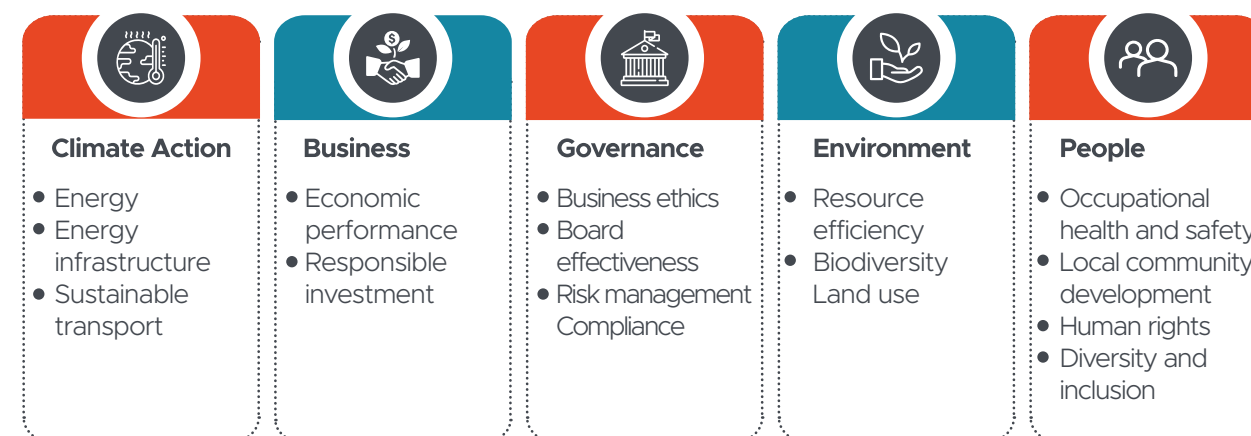 Climate Action
• Energy
• Energy
infrastructure
• Sustainable
transport
Business
• Economic
performance
• Responsible
investment
Governance
• Business ethics
• Board
effectiveness
• Risk management
Compliance
Environment
• Resource
efficiency
• Biodiversity
Land use
People
• Occupational
health and safety
• Local community
development
• Human rights
• Diversity and
inclusion